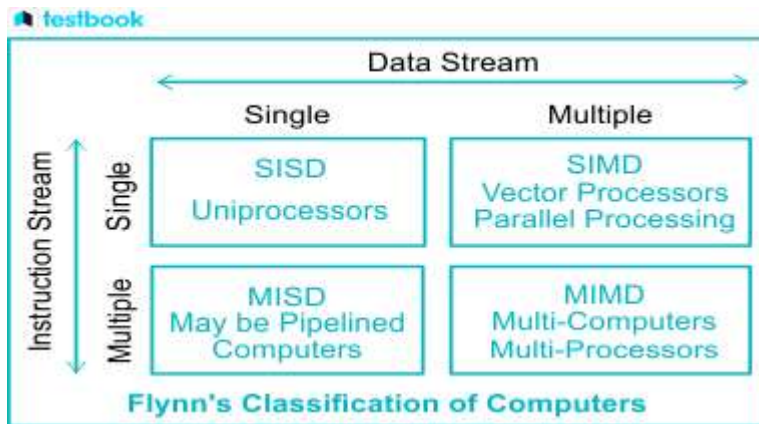 testbook
Data Stream
Single
Multiple
Instruction Stream
Single
SISD
Uniprocessors
SIMD
Vector Processors
Parallel Processing
Multiple
MISD
May be Pipelined
Computers
MIMD
Multi-Computers
Multi-Processors
Flynn's Classification of Computers